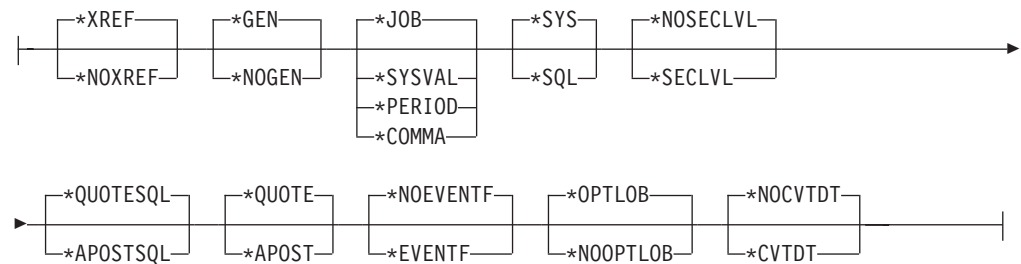 *XREF *GEN *JOB *SYS *NOSECLVL
*NOXREF *NOGEN *SYSVAL *SQL *SECLVL
*PERIOD
*COMMA
*QUOTESQL *QUOTE *NOEVENTF *OPTLOB *NOCVTDT
*APOSTSQL *APOST *EVENTF *NOOPTLOB *CVTDT